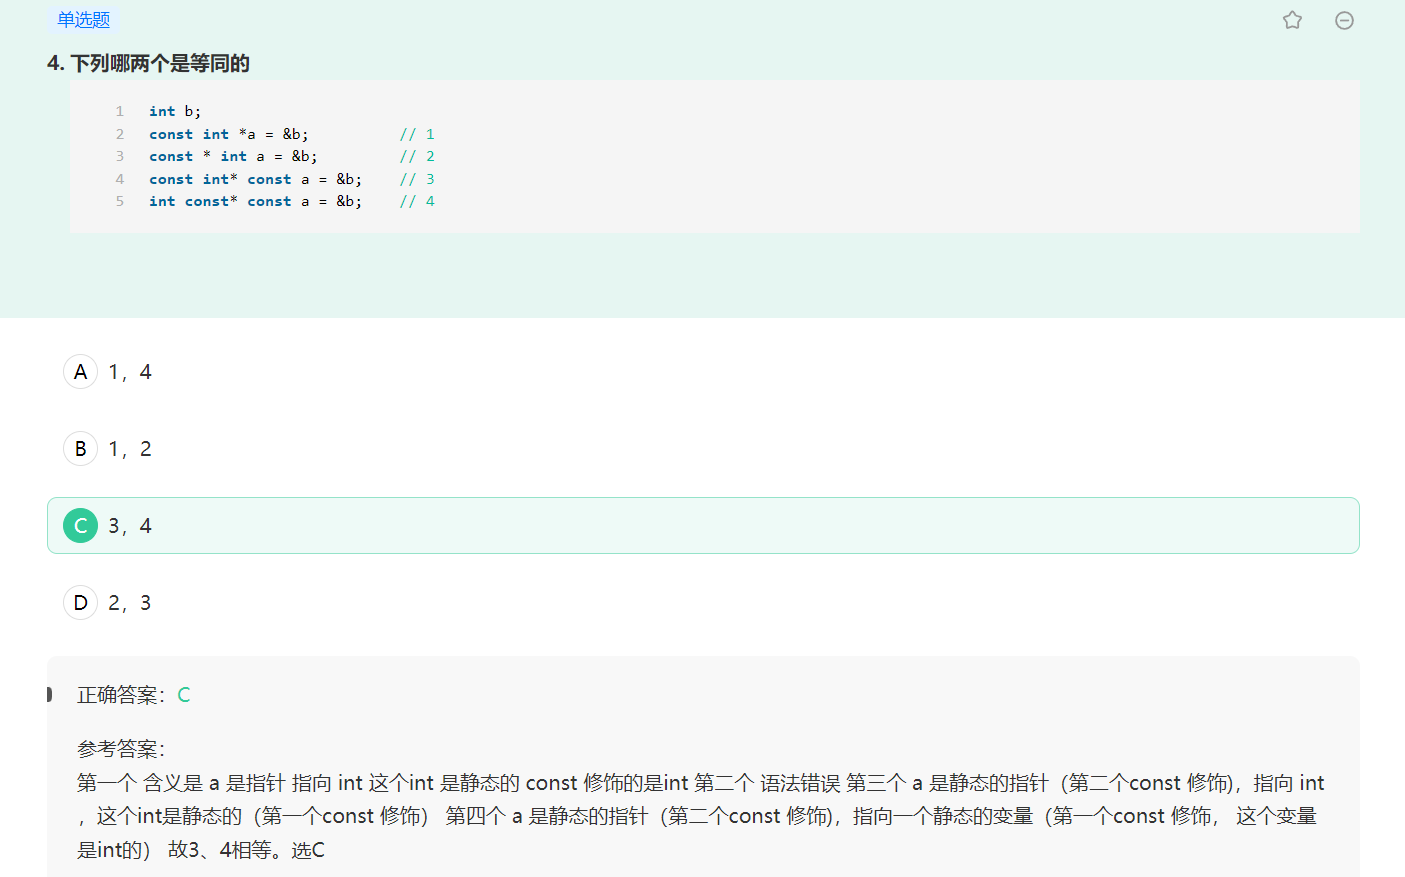 单选题
4. 下列哪两个是等同的
1 int b;
2 const int *a = &b; // 1
3 const * int a = &b; // 2
4 const int* const a = &b; // 3
5 int const* const a = &b; // 4
A 1，4
B 1，2
C 3，4
D 2，3
正确答案：C
参考答案：
第一个 含义是 a 是指针 指向 int 这个int 是静态的 const 修饰的是int 第二个 语法错误 第三个 a 是静态的指针（第二个const 修饰)，指向 int
，这个int是静态的（第一个const 修饰） 第四个 a 是静态的指针（第二个const 修饰)，指向一个静态的变量（第一个const 修饰， 这个变量
是int的） 故3、4相等。选C